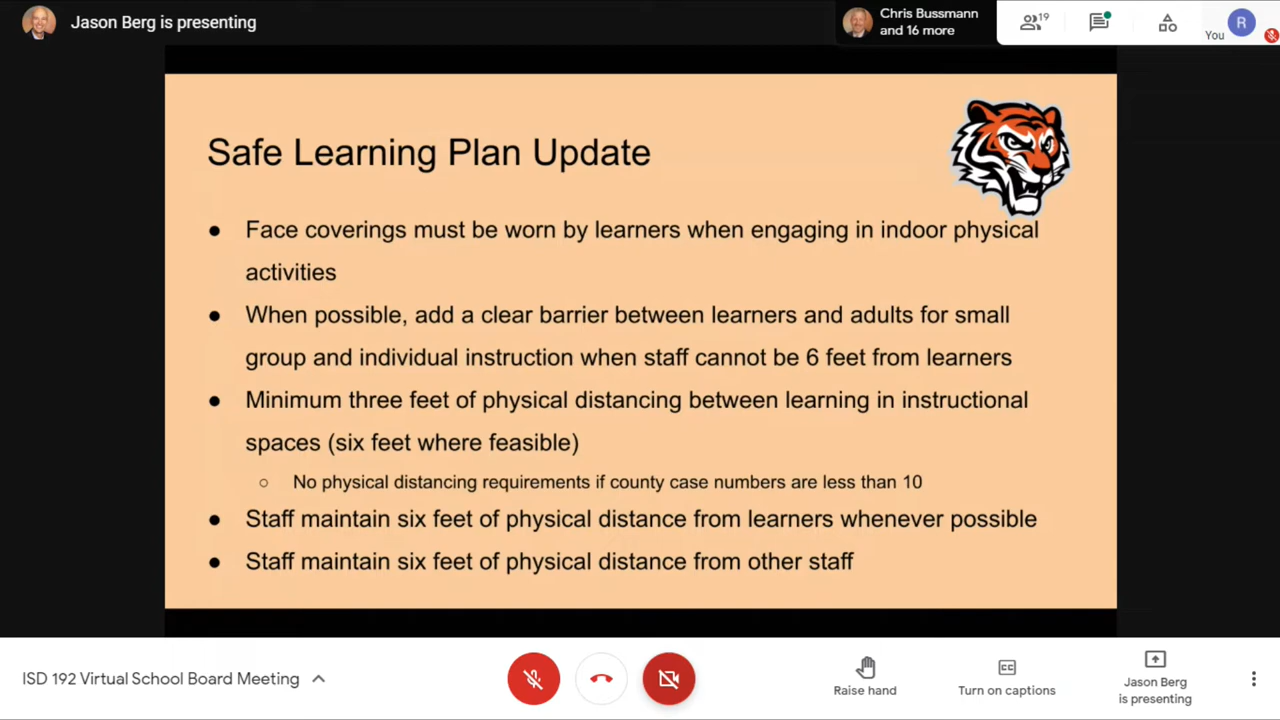 Jason Berg is presenting
Chris Bussmann
and 16 more
19
You
R
Safe Learning Plan Update
● Face coverings must be worn by learners when engaging in indoor physical
activities
● When possible, add a clear barrier between learners and adults for small
group and individual instruction when staff cannot be 6 feet from learners
● Minimum three feet of physical distancing between learning in instructional
spaces (six feet where feasible)
○ No physical distancing requirements if county case numbers are less than 10
● Staff maintain six feet of physical distance from learners whenever possible
● Staff maintain six feet of physical distance from other staff
ISD 192 Virtual School Board Meeting
Raise hand
CC
Turn on captions
Jason Berg
is presenting